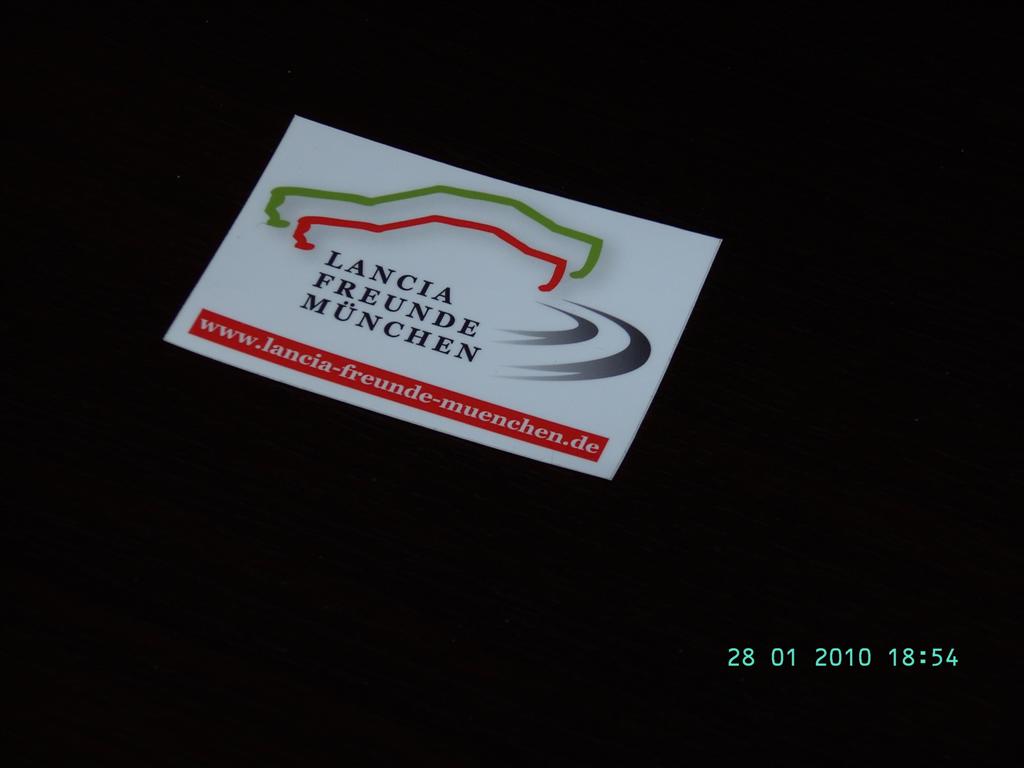 LANCIA
FREUNDE
MÜNCHEN
www.lancia-freunde-muenchen.de
28 01 2010 18:54